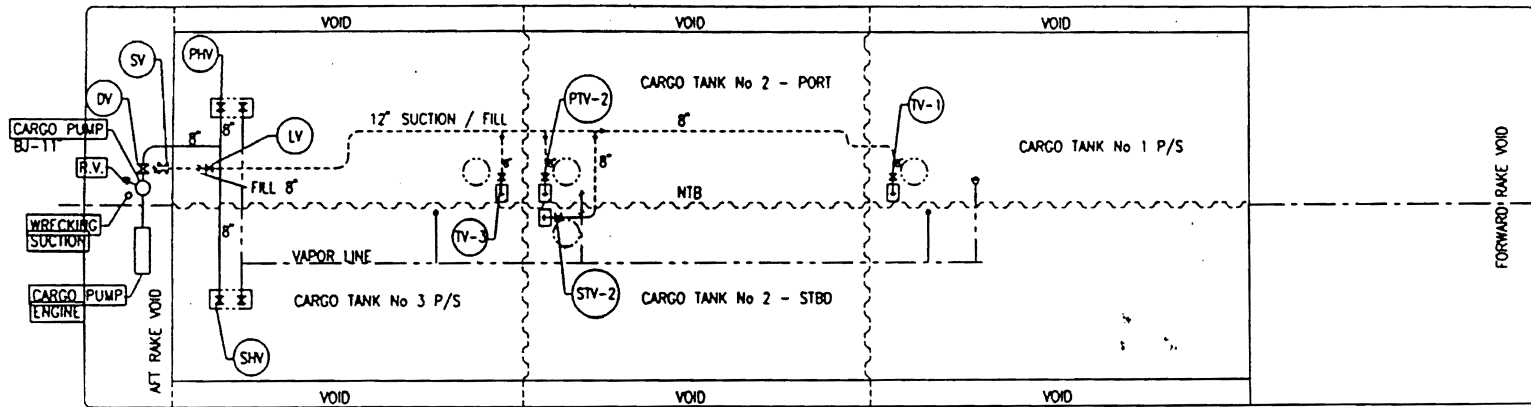 VOID
VOID
VOID
SV
PHV
DV
CARGO TANK No 2 - PORT
PTV-2
TV-1
CARGO PUMP
BJ-11"
12" SUCTION / FILL
8"
8"
8"
LV
CARGO TANK No 1 P/S
R.V.
FILL 8"
8"
8"
8"
8"
NTB
WRECKING
SUCTION
8"
TV-3
VAPOR LINE
CARGO PUMP
ENGINE
CARGO TANK No 3 P/S
STV-2
CARGO TANK No 2 - STBD
SHV
AFT RAKE VOID
FORWARD RAKE VOID
VOID
VOID
VOID